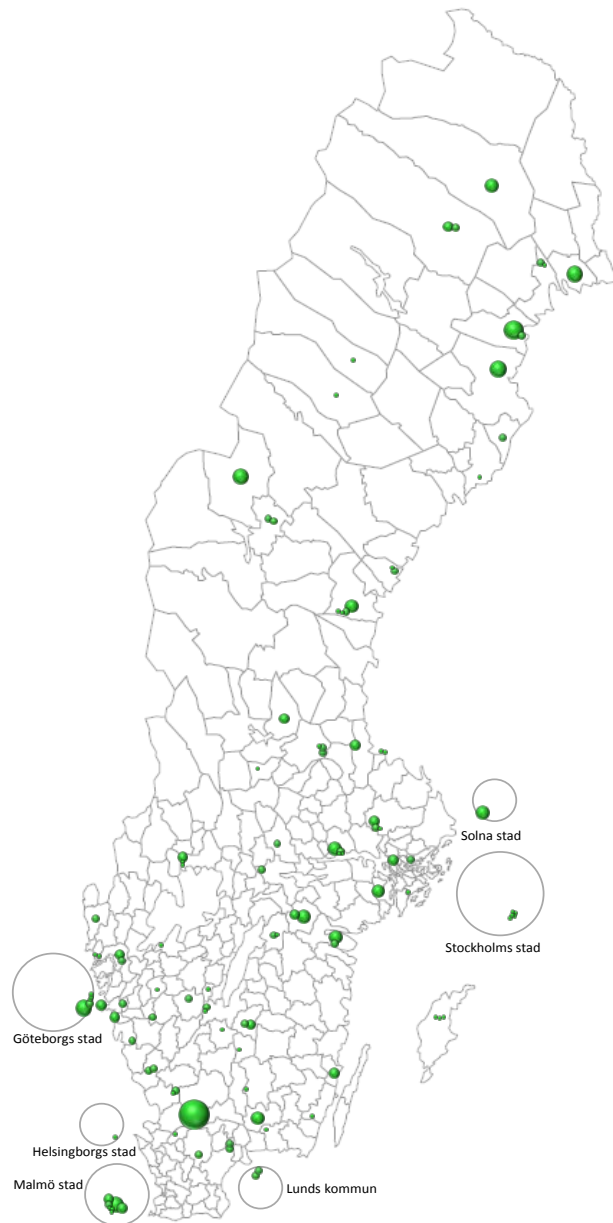 Solna stad
Stockholms stad
Göteborgs stad
Helsingborgs stad
Malmö stad
Lunds kommun